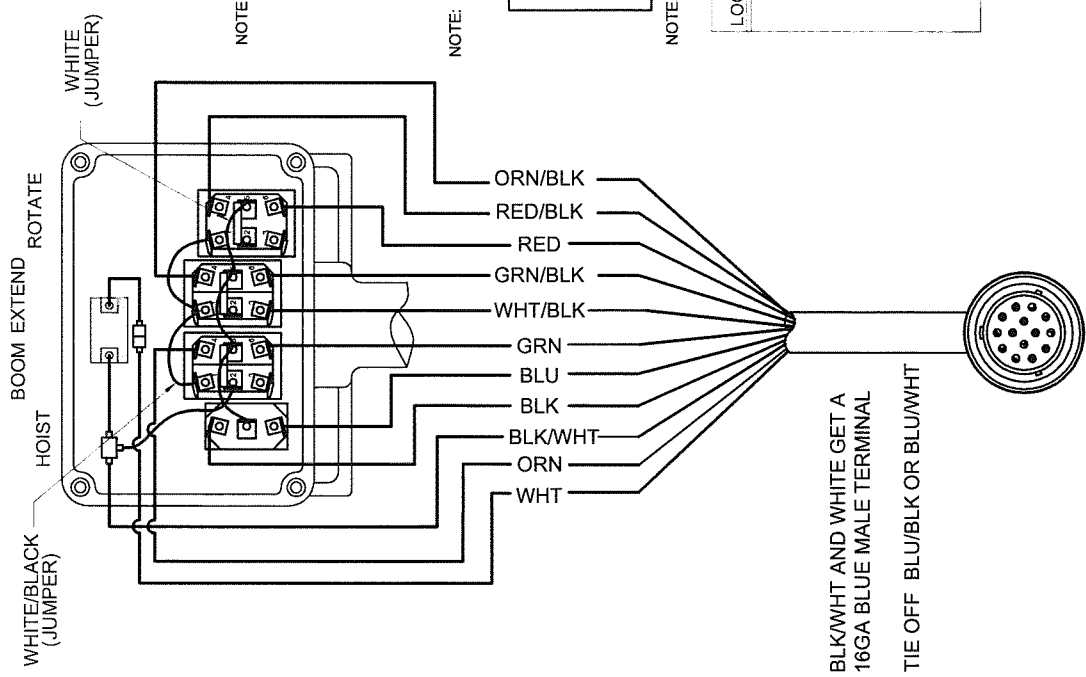 WHITE
(JUMPER)
BOOM EXTEND
ROTATE
HOIST
WHITE/BLACK
(JUMPER)
NOTE
NOTE:
NOTE
LOC
ORN/BLK
RED/BLK
RED
GRN/BLK
WHT/BLK
GRN
BLU
BLK
BLK/WHT
ORN
WHT
BLK/WHT AND WHITE GET A
16GA BLUE MALE TERMINAL
TIE OFF BLU/BLK OR BLU/WHT